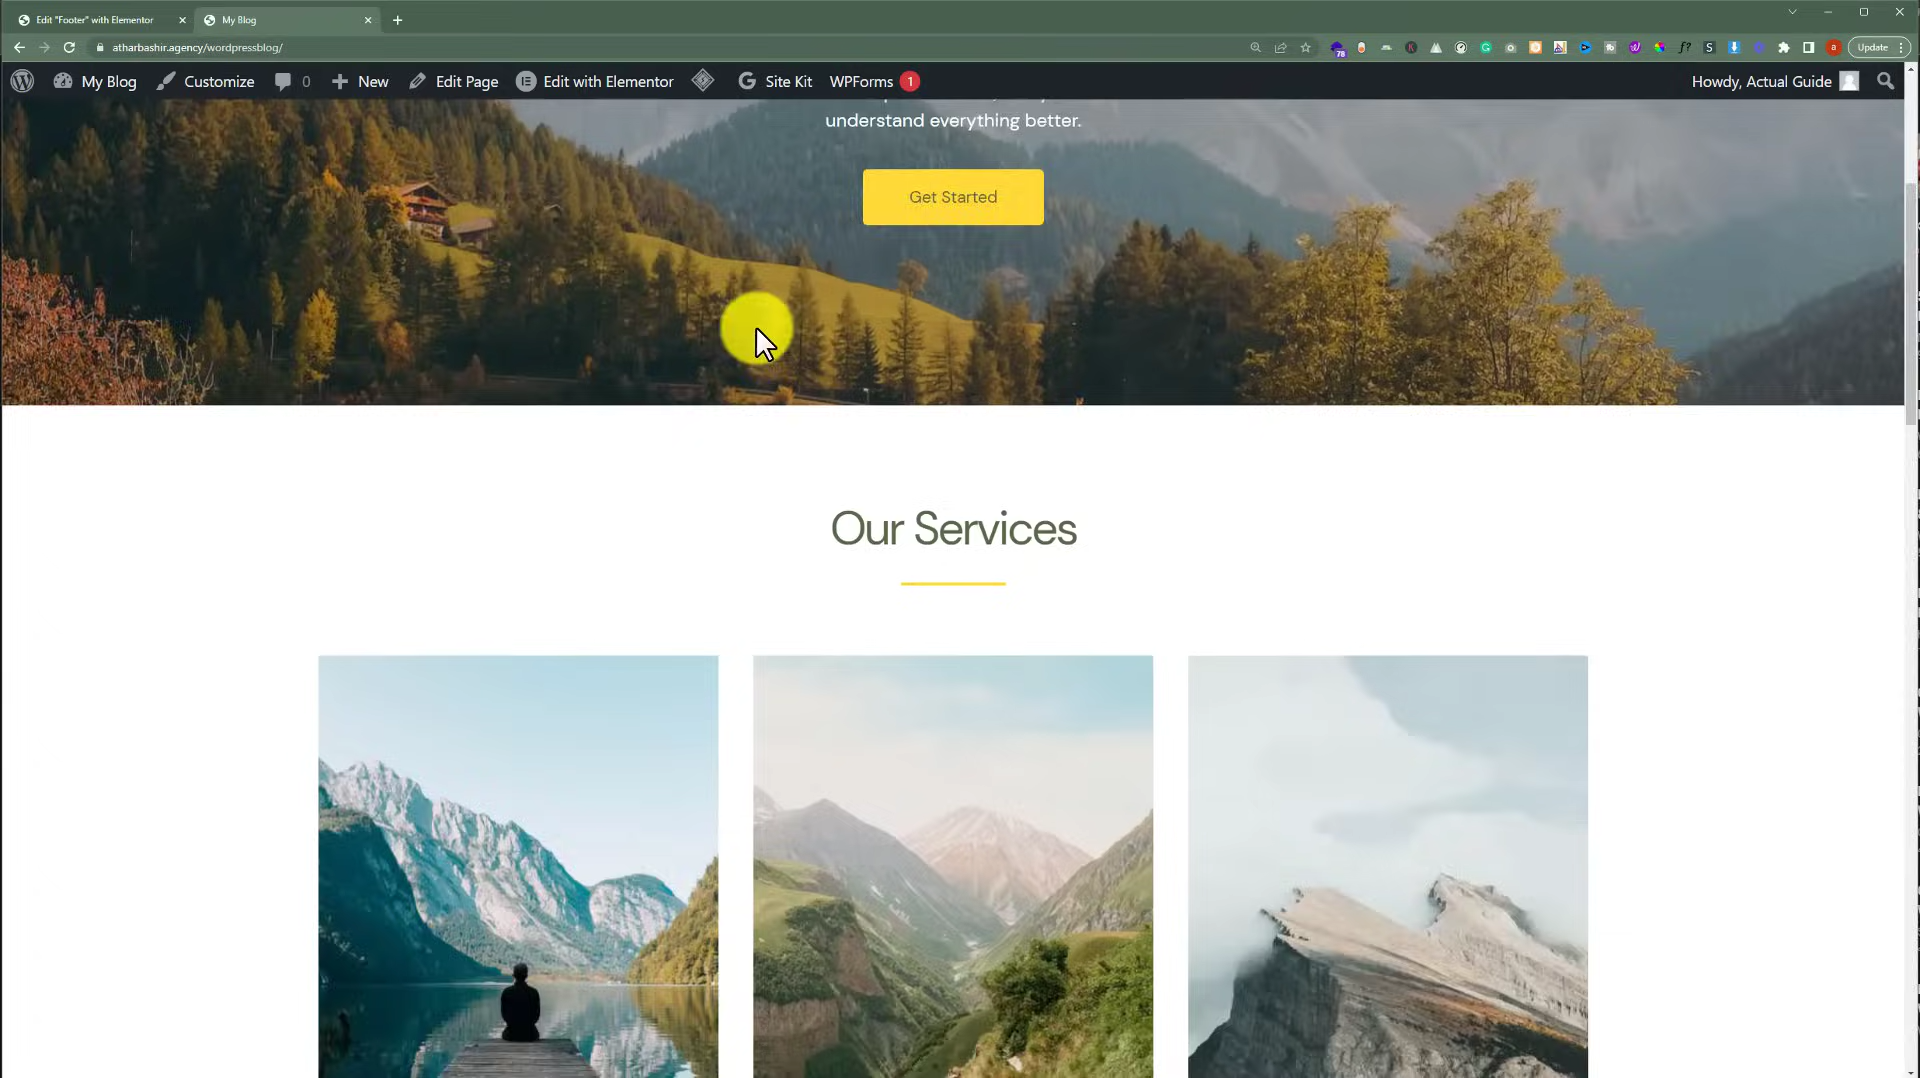 Edit "Footer" with Elementor
My Blog
atharbashir.agency/wordpressblog/
78
Update
My Blog
Customize
0
New
Edit Page
Edit with Elementor
Site Kit
WPForms 1
Howdy, Actual Guide
understand everything better.
Get Started
Our Services